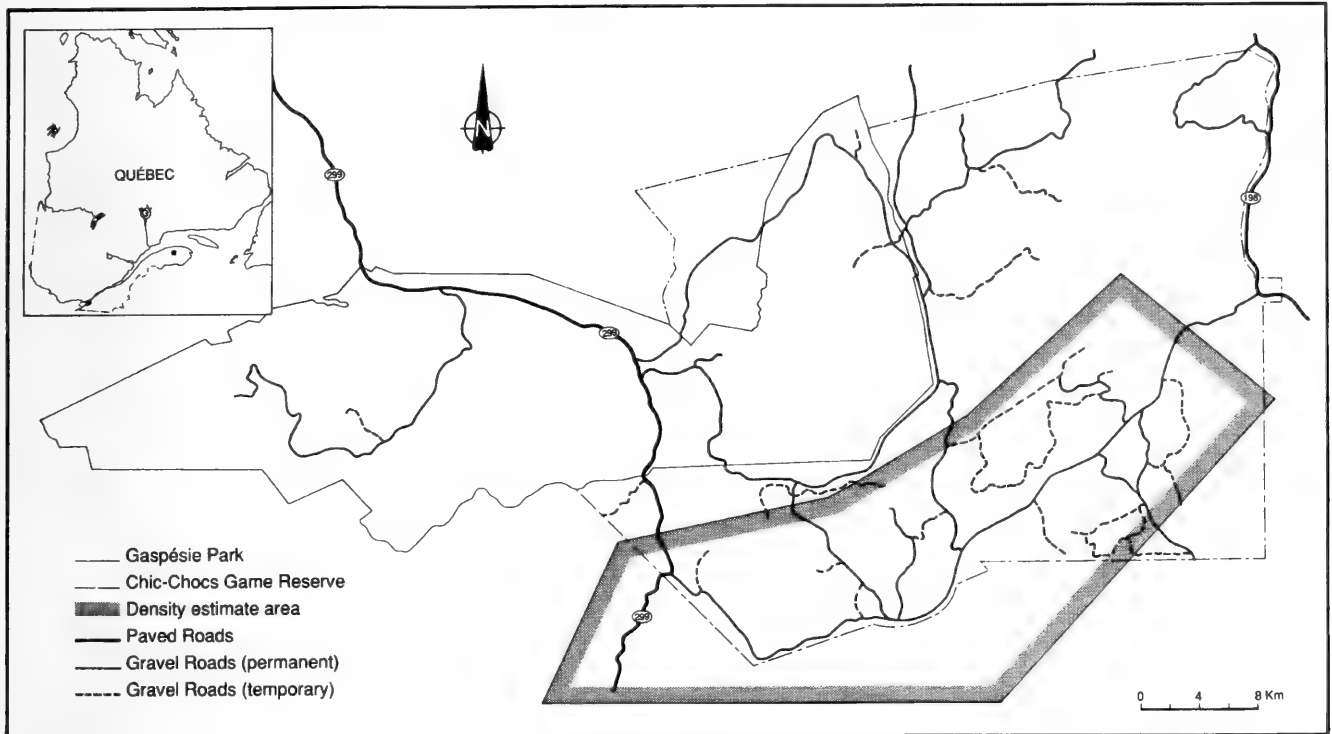 QUÉBEC
N
299
198
299
299
Gaspésie Park
Chic-Chocs Game Reserve
Density estimate area
Paved Roads
Gravel Roads (permanent)
Gravel Roads (temporary)
0 4 8 Km